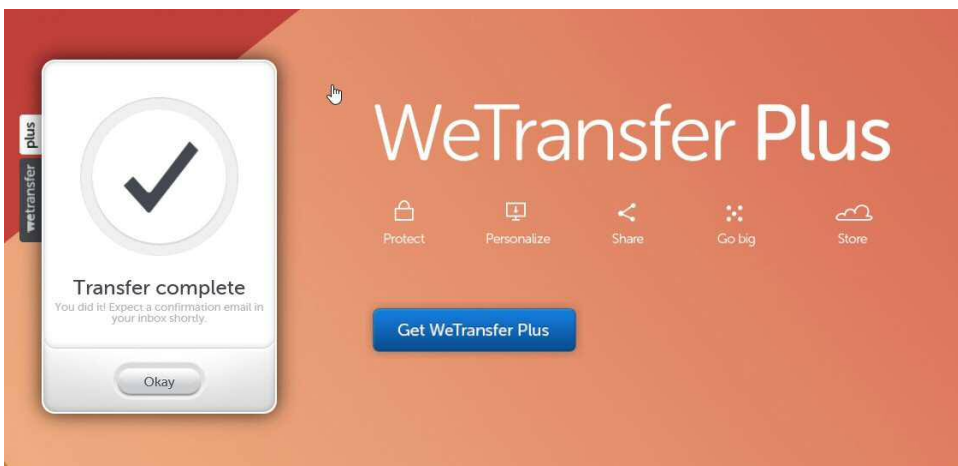 plus
wetransfer
Transfer complete
You did it! Expect a confirmation email in
your inbox shortly.
Okay
WeTransfer Plus
Protect
Personalize
Share
Go big
Store
Get WeTransfer Plus